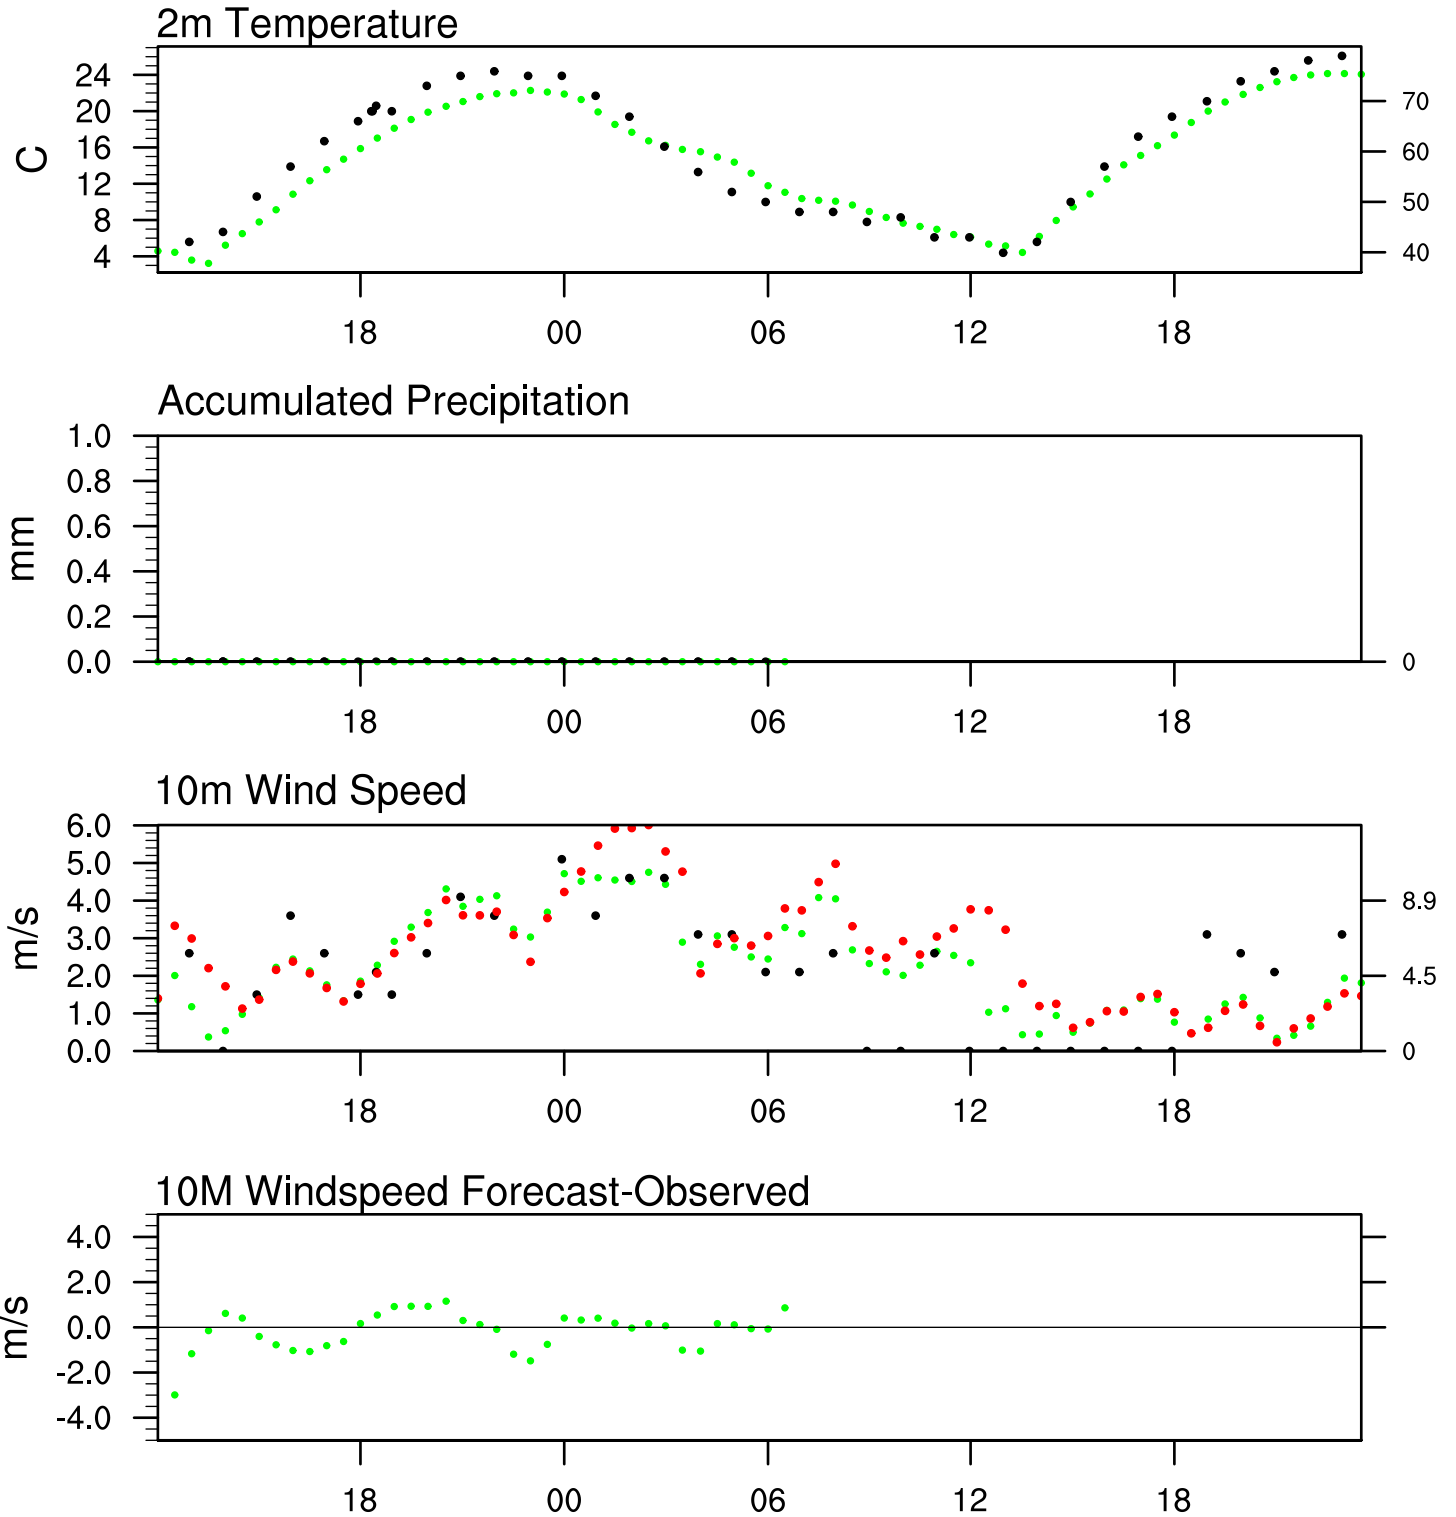 2m Temperature
C
24
20
16
12
8
4
70
60
50
40
18 00 06 12 18
Accumulated Precipitation
mm
1.0
0.8
0.6
0.4
0.2
0.0
0
18 00 06 12 18
10m Wind Speed
m/s
6.0
5.0
4.0
3.0
2.0
1.0
0.0
8.9
4.5
0
18 00 06 12 18
10M Windspeed Forecast-Observed
m/s
4.0
2.0
0.0
-2.0
-4.0
18 00 06 12 18